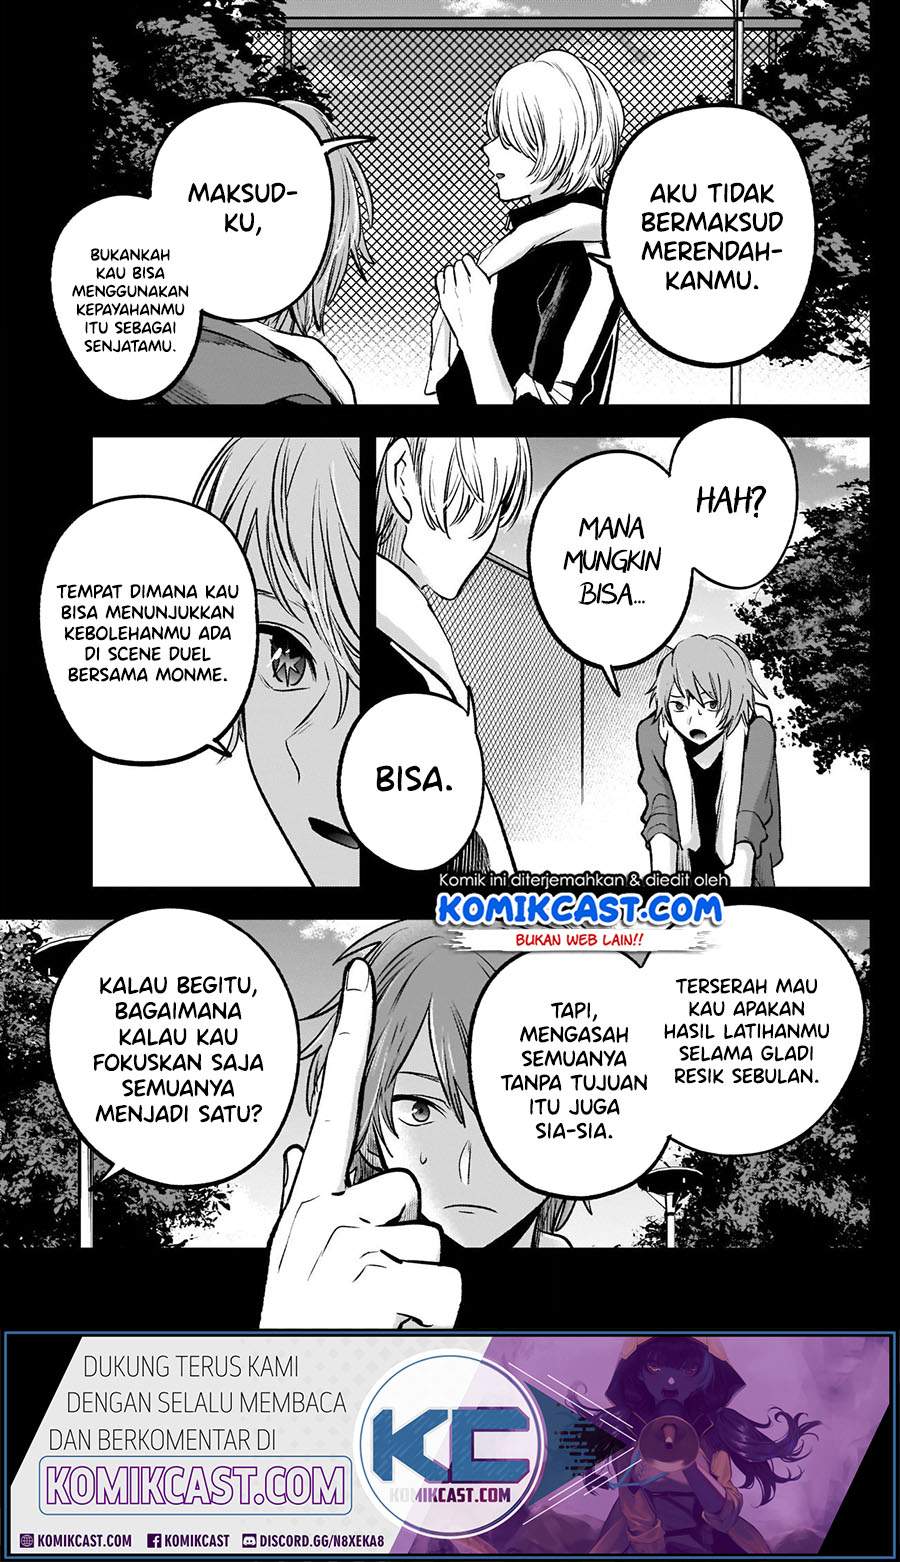 AKU TIDAK
BERMAKSUD
MERENDAH-
KANMU.
MAKSUD-
KU,
BUKANKAH
KAU BISA
MENGGUNAKAN
KEPAYAHANMU
ITU SEBAGAI
SENJATAMU.
HAH?
MANA
MUNGKIN
BISA...
BISA.
TEMPAT DIMANA KAU
BISA MENUNJUKKAN
KEBOLEHANMU ADA
DI SCENE DUEL
BERSAMA MONME.
Komik ini diterjemahkan & diedit oleh
KOMIKCAST.COM
BUKAN WEB LAIN!!
TERSERAH MAU
KAU APAKAN
HASIL LATIHANMU
SELAMA GLADI
RESIK SEBULAN.
TAPI,
MENGASAH
SEMUANYA
TANPA TUJUAN
ITU JUGA
SIA-SIA.
KALAU BEGITU,
BAGAIMANA
KALAU KAU
FOKUSKAN SAJA
SEMUANYA
MENJADI SATU?
DUKUNG TERUS KAMI
DENGAN SELALU MEMBACA
DAN BERKOMENTAR DI
KOMIKCAST.COM
KC
KOMIKCAST.COM
KOMIKCAST.COM
KOMIKCAST
DISCORD.GG/N8XEKA8